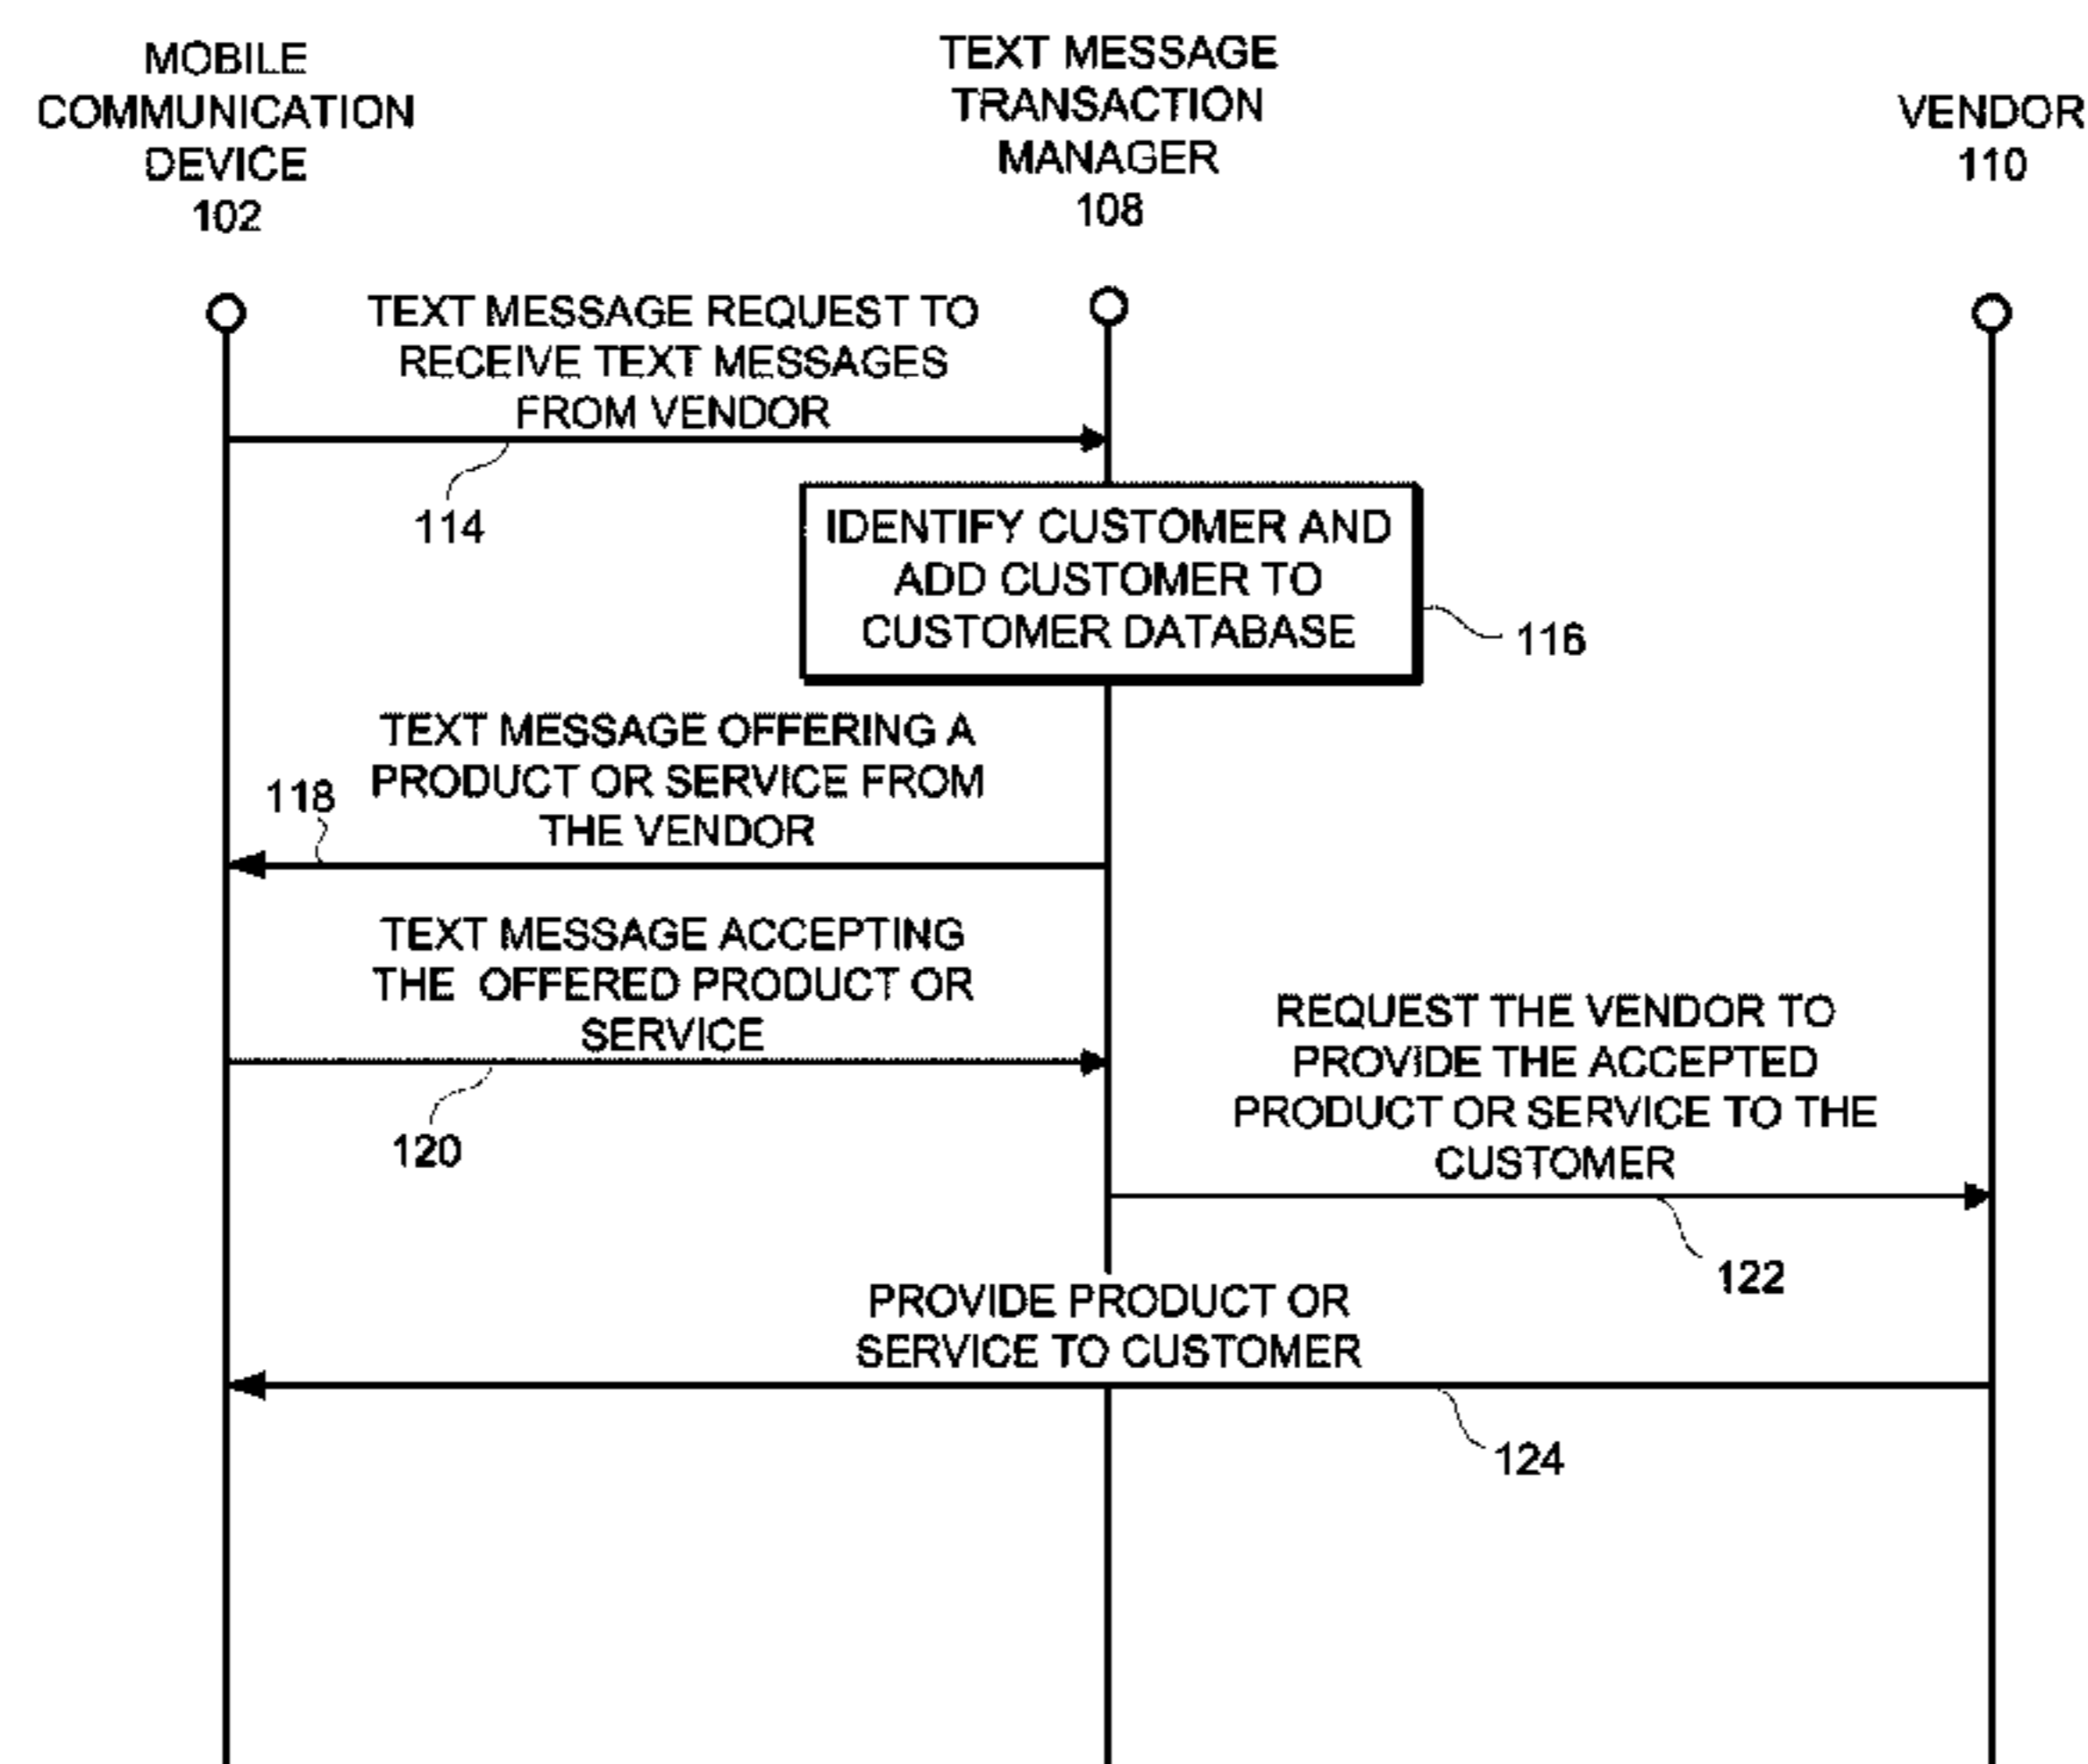 MOBILE
COMMUNICATION
DEVICE
102
TEXT MESSAGE
TRANSACTION
MANAGER
108
VENDOR
110
TEXT MESSAGE REQUEST TO
RECEIVE TEXT MESSAGES
FROM VENDOR
114
IDENTIFY CUSTOMER AND
ADD CUSTOMER TO
CUSTOMER DATABASE
116
TEXT MESSAGE OFFERING A
PRODUCT OR SERVICE FROM
THE VENDOR
118
TEXT MESSAGE ACCEPTING
THE OFFERED PRODUCT OR
SERVICE
120
REQUEST THE VENDOR TO
PROVIDE THE ACCEPTED
PRODUCT OR SERVICE TO THE
CUSTOMER
122
PROVIDE PRODUCT OR
SERVICE TO CUSTOMER
124